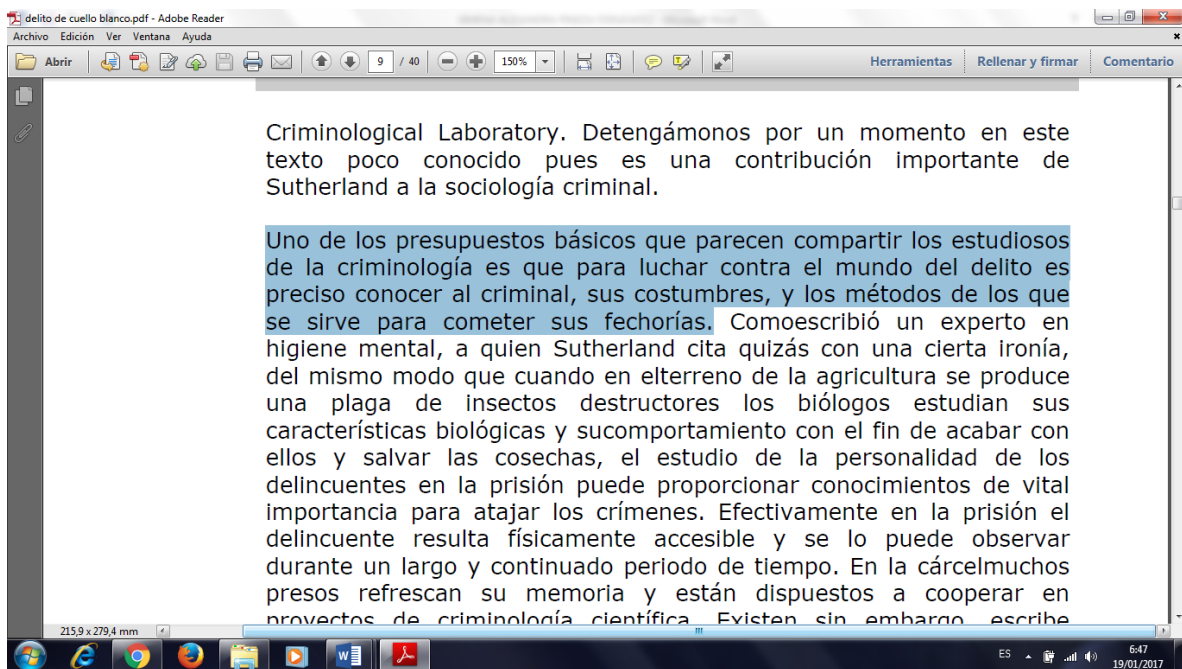 delito de cuello blanco.pdf - Adobe Reader
Archivo Edición Ver Ventana Ayuda
Abrir 9 / 40 150% Herramientas Rellenar y firmar Comentario
Criminological Laboratory. Detengámonos por un momento en este
texto poco conocido pues es una contribución importante de
Sutherland a la sociología criminal.
Uno de los presupuestos básicos que parecen compartir los estudiosos
de la criminología es que para luchar contra el mundo del delito es
preciso conocer al criminal, sus costumbres, y los métodos de los que
se sirve para cometer sus fechorías. Comoescribió un experto en
higiene mental, a quien Sutherland cita quizás con una cierta ironía,
del mismo modo que cuando en elterreno de la agricultura se produce
una plaga de insectos destructores los biólogos estudian sus
características biológicas y sucomportamiento con el fin de acabar con
ellos y salvar las cosechas, el estudio de la personalidad de los
delincuentes en la prisión puede proporcionar conocimientos de vital
importancia para atajar los crímenes. Efectivamente en la prisión el
delincuente resulta físicamente accesible y se lo puede observar
durante un largo y continuado periodo de tiempo. En la cárcelmuchos
presos refrescan su memoria y están dispuestos a cooperar en
proyectos de criminología científica. Existen sin embargo, escribe
215,9 x 279,4 mm
ES 6:47
19/01/2017